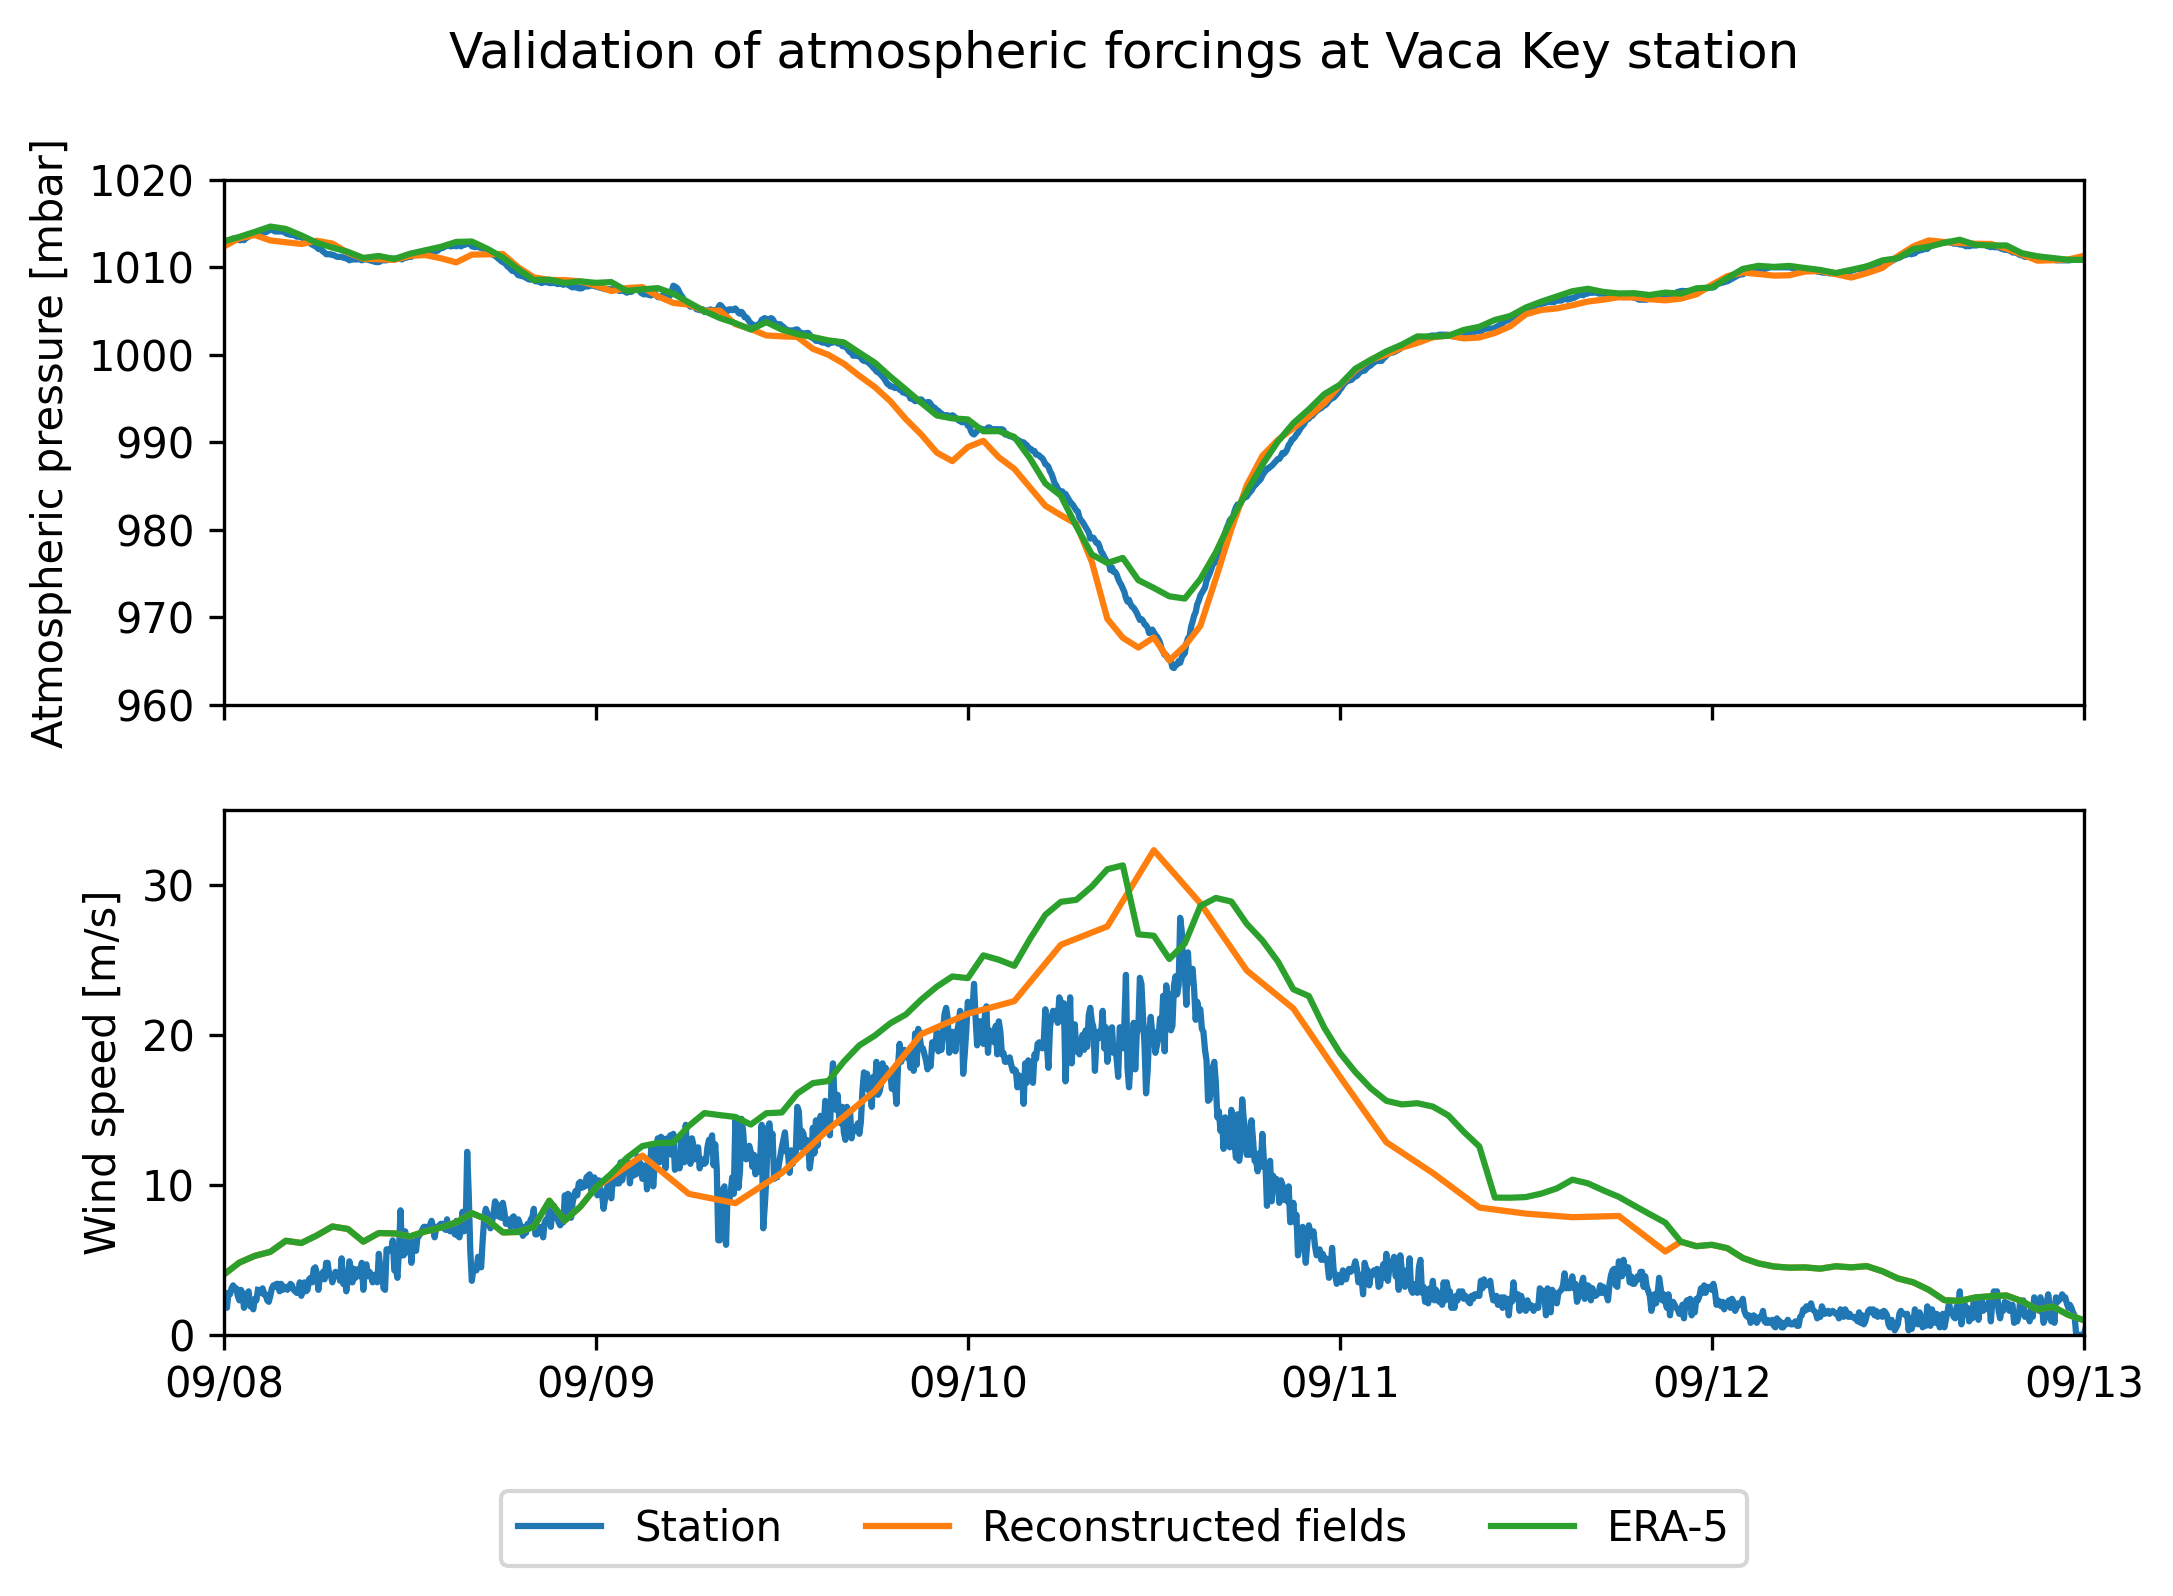 Validation of atmospheric forcings at Vaca Key station
Atmospheric pressure [mbar]
1020
1010
1000
990
980
970
960
Wind speed [m/s]
30
20
10
0
09/08 09/09 09/10 09/11 09/12 09/13
Station Reconstructed fields ERA-5